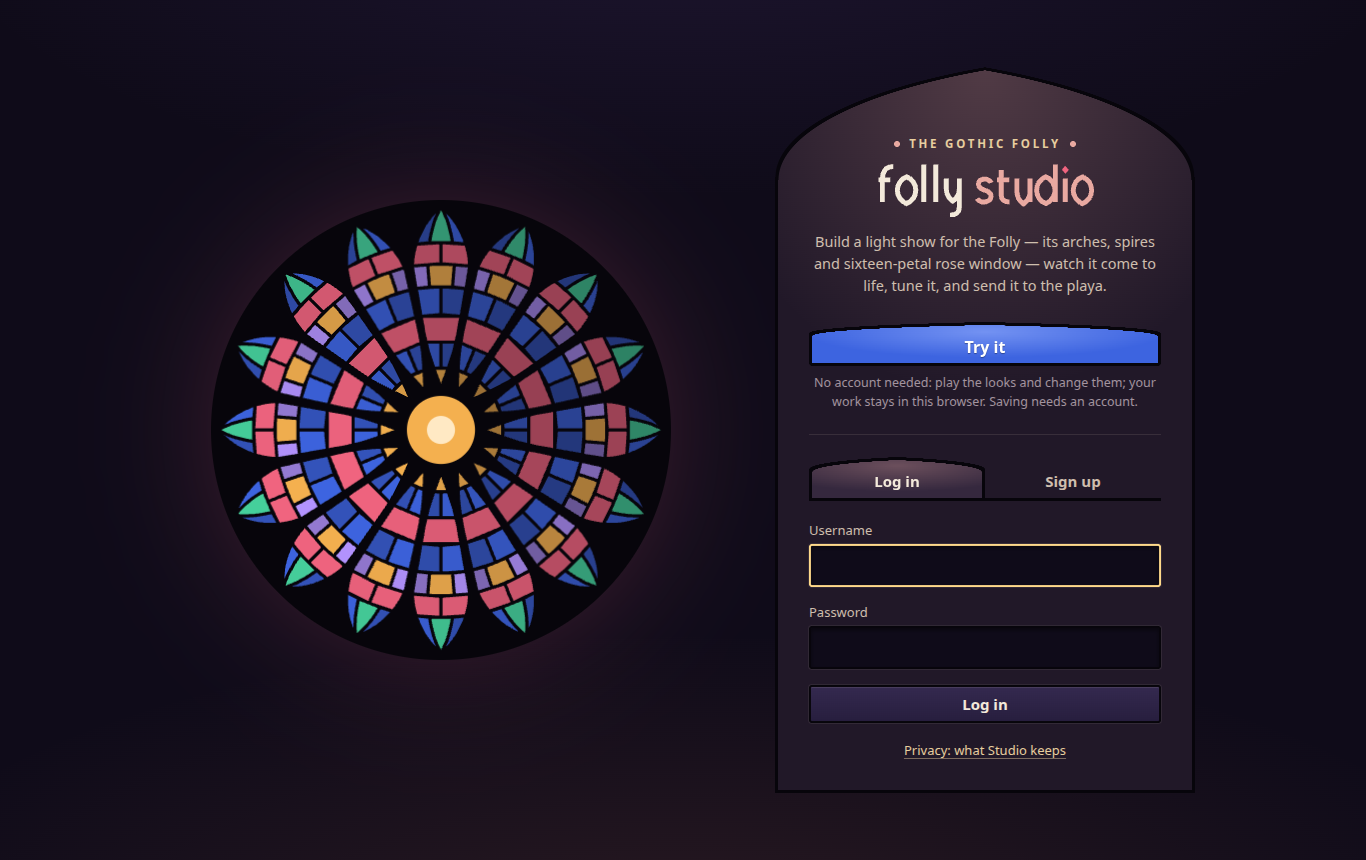 THE GOTHIC FOLLY
folly studio
Build a light show for the Folly — its arches, spires
and sixteen-petal rose window — watch it come to
life, tune it, and send it to the playa.
Try it
No account needed: play the looks and change them; your
work stays in this browser. Saving needs an account.
Log in
Sign up
Username
Password
Log in
Privacy: what Studio keeps